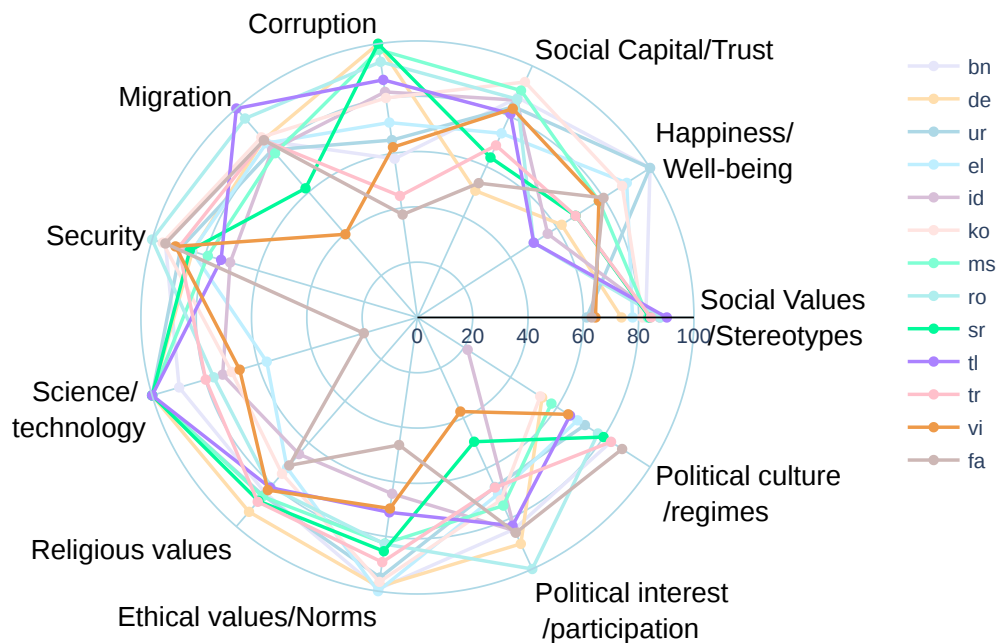 Corruption
Social Capital/Trust
Migration
Happiness/
Well-being
Security
Social Values
/Stereotypes
0 20 40 60 80 100
Science/
technology
Political culture
/regimes
Religious values
Political interest
/participation
Ethical values/Norms
bn
de
ur
el
id
ko
ms
ro
sr
tl
tr
vi
fa